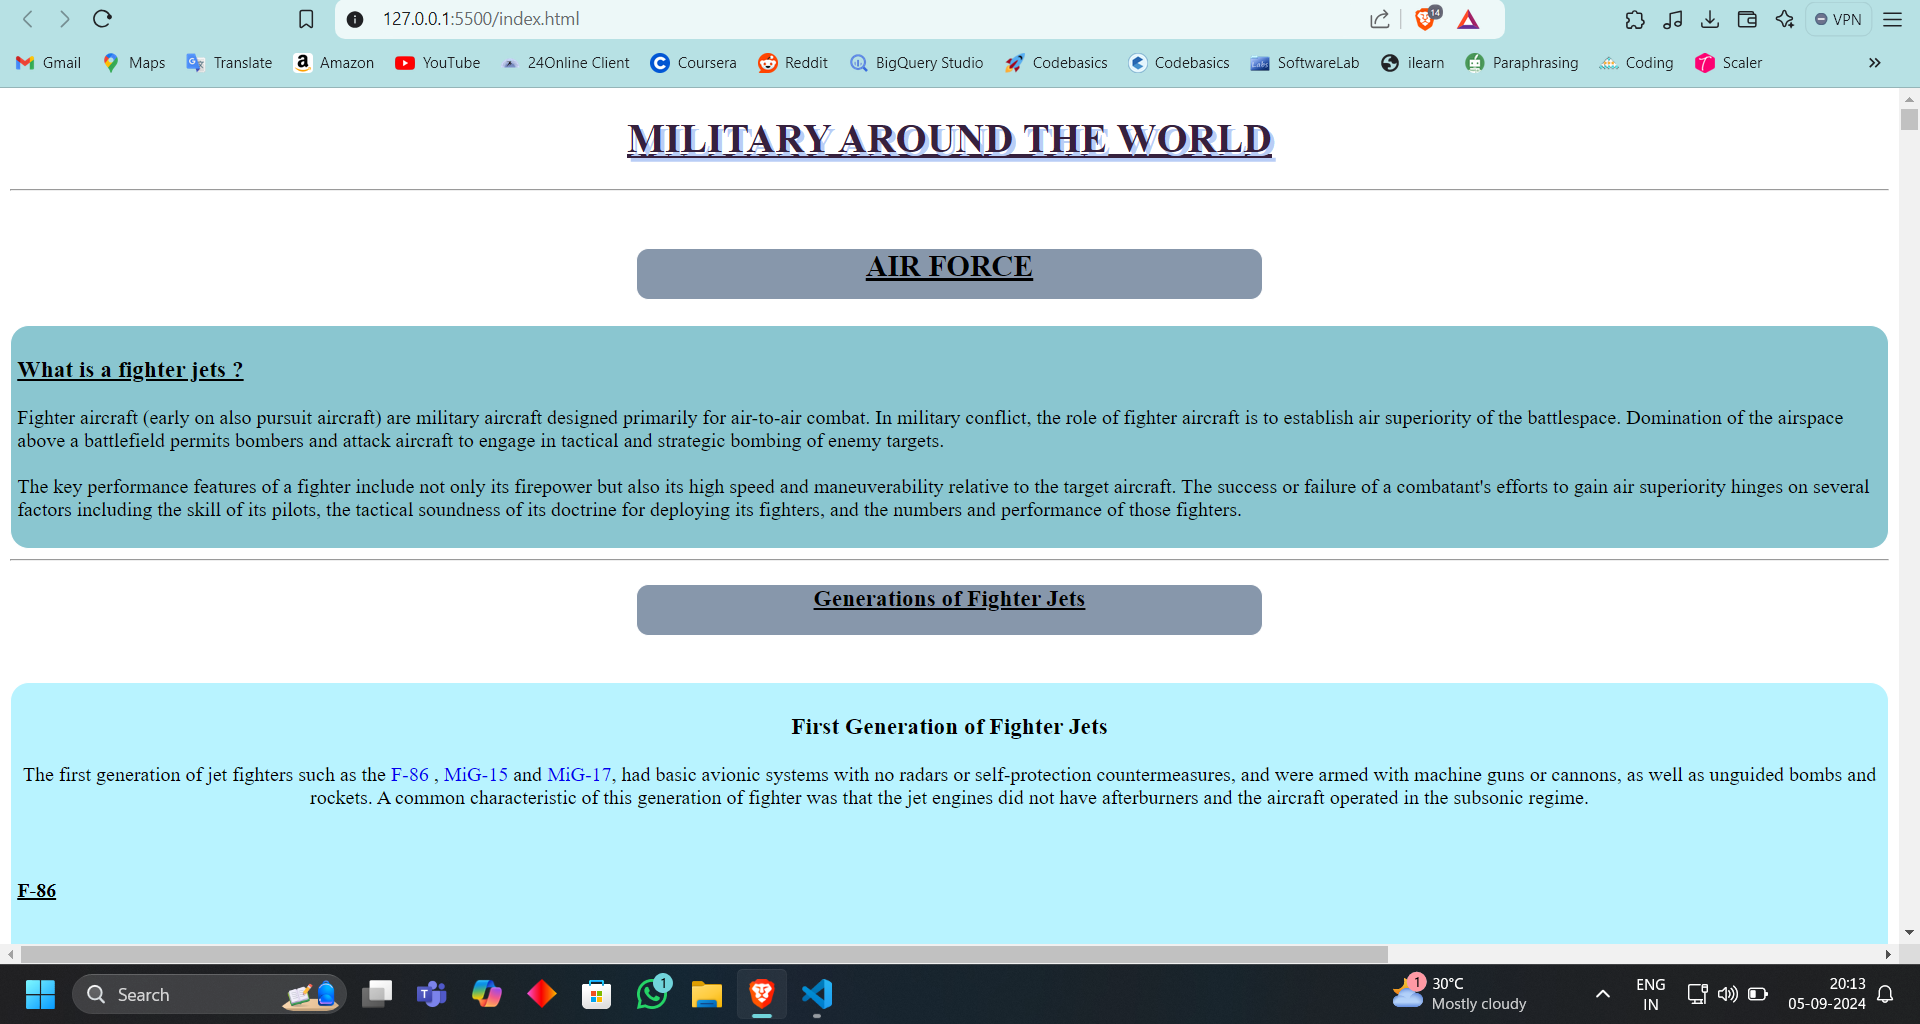 127.0.0.1:5500/index.html
14
VPN
Gmail Maps Translate Amazon YouTube 24Online Client Coursera Reddit BigQuery Studio Codebasics Codebasics SoftwareLab ilearn Paraphrasing Coding Scaler »
MILITARY AROUND THE WORLD
AIR FORCE
What is a fighter jets ?
Fighter aircraft (early on also pursuit aircraft) are military aircraft designed primarily for air-to-air combat. In military conflict, the role of fighter aircraft is to establish air superiority of the battlespace. Domination of the airspace
above a battlefield permits bombers and attack aircraft to engage in tactical and strategic bombing of enemy targets.
The key performance features of a fighter include not only its firepower but also its high speed and maneuverability relative to the target aircraft. The success or failure of a combatant's efforts to gain air superiority hinges on several
factors including the skill of its pilots, the tactical soundness of its doctrine for deploying its fighters, and the numbers and performance of those fighters.
Generations of Fighter Jets
First Generation of Fighter Jets
The first generation of jet fighters such as the F-86 , MiG-15 and MiG-17, had basic avionic systems with no radars or self-protection countermeasures, and were armed with machine guns or cannons, as well as unguided bombs and
rockets. A common characteristic of this generation of fighter was that the jet engines did not have afterburners and the aircraft operated in the subsonic regime.
F-86
Search
1
1
30°C
Mostly cloudy
ENG
IN
20:13
05-09-2024